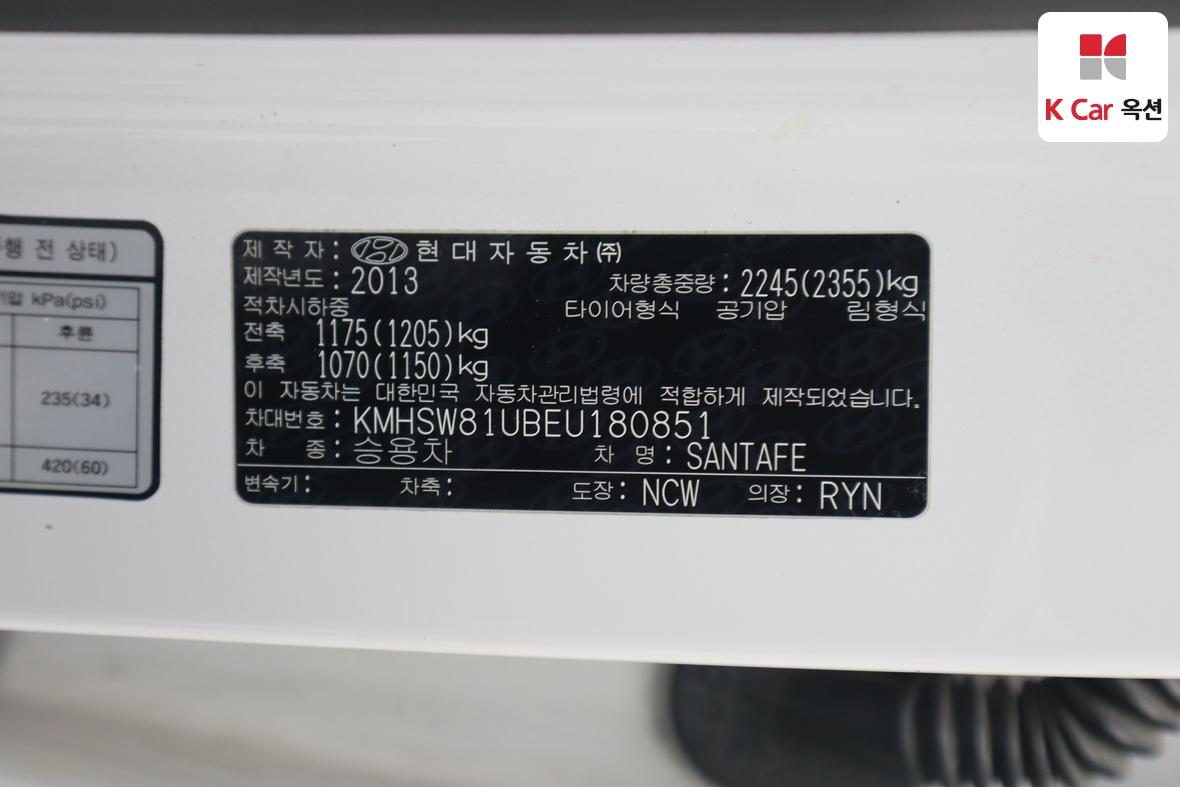 K Car 옥션
행 전 상태)
kPa(psi)
후륜
235(34)
420(60)
제 작 자 : 현 대 자 동 차 ㈜
제작년도 : 2013 차량총중량 : 2245(2355)kg
적차시하중 타이어형식 공기압 림형식
전축 1175(1205)kg
후축 1070(1150)kg
이 자동차는 대한민국 자동차관리법령에 적합하게 제작되었습니다.
차대번호 : KMHSW81UBEU180851
차 종 : 승용차 차 명 : SANTAFE
변속기 : 차축 : 도장 : NCW 의장 : RYN